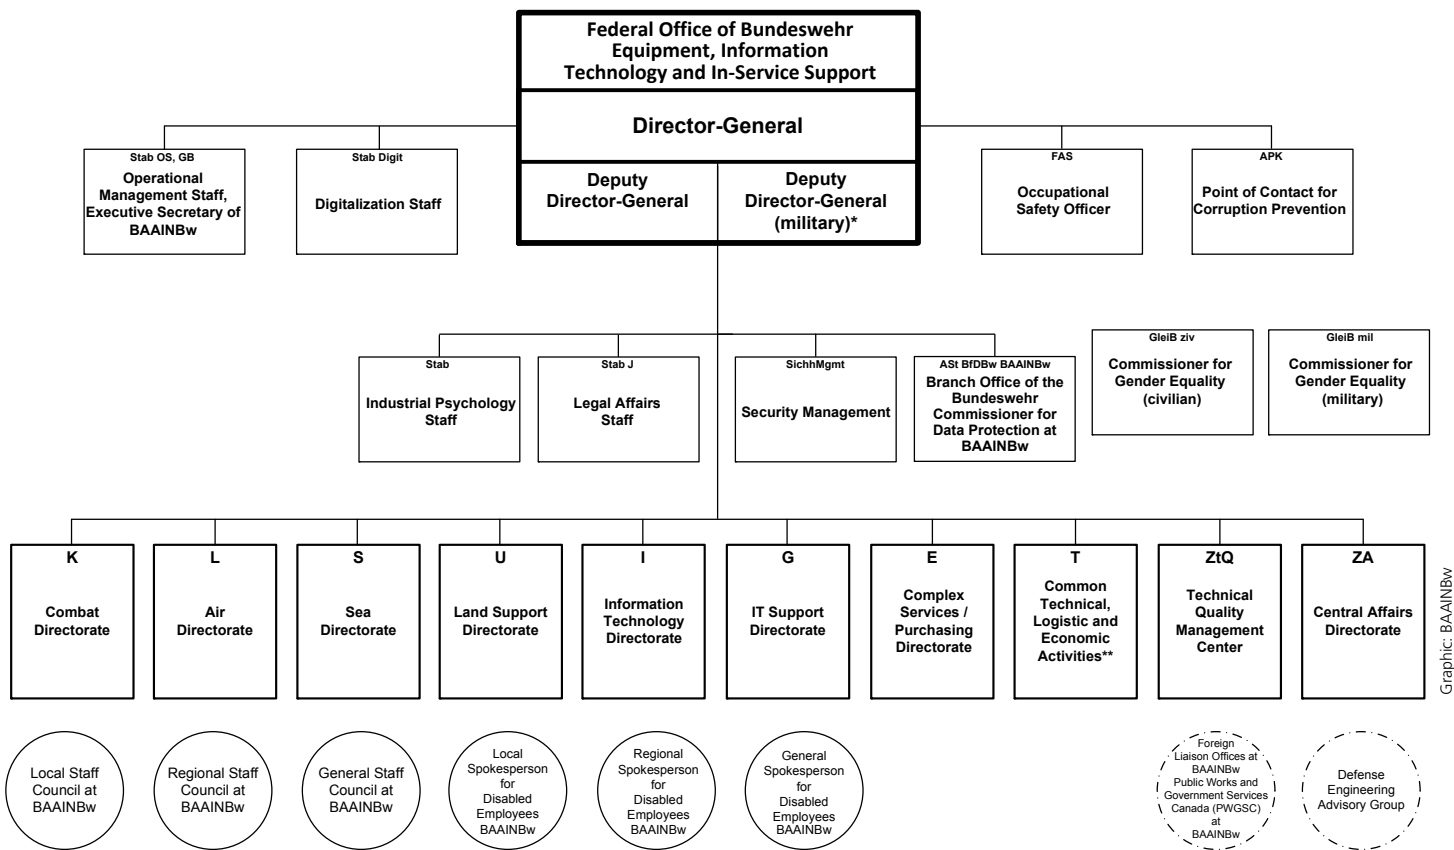 Federal Office of Bundeswehr
Equipment, Information
Technology and In-Service Support
Director-General
Deputy
Director-General
Deputy
Director-General
(military)*
Stab OS, GB
Operational
Management Staff,
Executive Secretary of
BAAINBw
Stab Digit
Digitalization Staff
FAS
Occupational
Safety Officer
APK
Point of Contact for
Corruption Prevention
Stab
Industrial Psychology
Staff
Stab J
Legal Affairs
Staff
SichhMgmt
Security Management
ASt BfDBw BAAINBw
Branch Office of the
Bundeswehr
Commissioner for
Data Protection at
BAAINBw
GleiB ziv
Commissioner for
Gender Equality
(civilian)
GleiB mil
Commissioner for
Gender Equality
(military)
K
Combat
Directorate
L
Air
Directorate
S
Sea
Directorate
U
Land Support
Directorate
I
Information
Technology
Directorate
G
IT Support
Directorate
E
Complex
Services /
Purchasing
Directorate
T
Common
Technical,
Logistic and
Economic
Activities**
ZtQ
Technical
Quality
Management
Center
ZA
Central Affairs
Directorate
Local Staff
Council at
BAAINBw
Regional Staff
Council at
BAAINBw
General Staff
Council at
BAAINBw
Local
Spokesperson
for
Disabled
Employees
BAAINBw
Regional
Spokesperson
for
Disabled
Employees
BAAINBw
General
Spokesperson
for
Disabled
Employees
BAAINBw
Foreign
Liaison Offices at
BAAINBw
Public Works and
Government Services
Canada (PWGSC)
at
BAAINBw
Defense
Engineering
Advisory Group
Graphic: BAAINBw